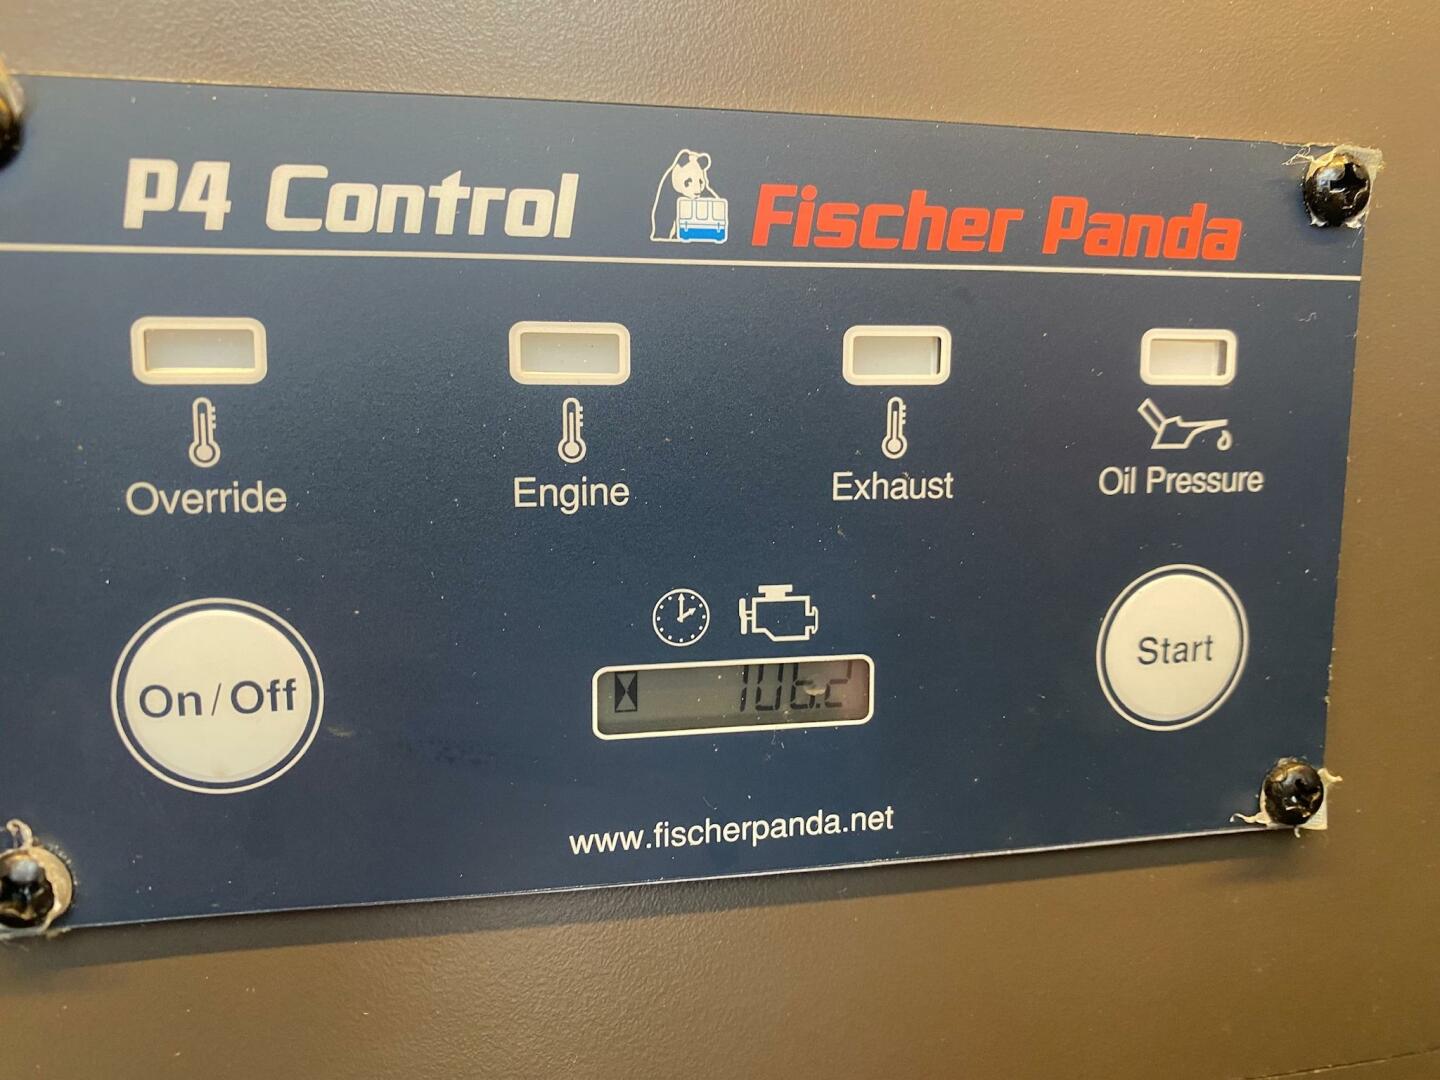 P4 Control Fischer Panda
Override Engine Exhaust Oil Pressure
On / Off
106.2
Start
www.fischerpanda.net